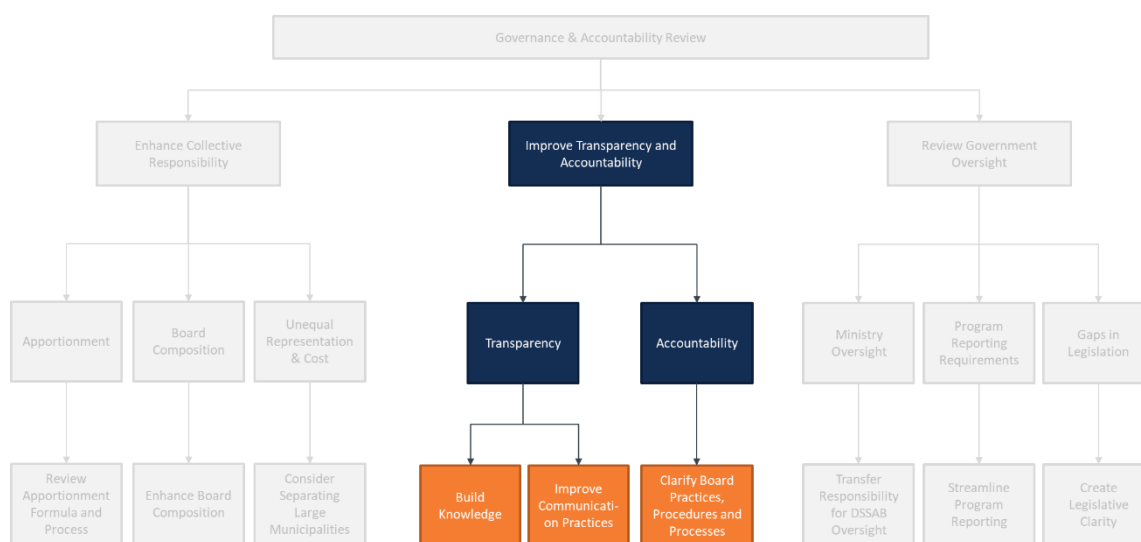 Governance & Accountability Review
Enhance Collective
Responsibility
Improve Transparency and
Accountability
Review Government
Oversight
Apportionment
Board
Composition
Unequal
Representation
& Cost
Transparency
Accountability
Ministry
Oversight
Program
Reporting
Requirements
Gaps in
Legislation
Review
Apportionment
Formula and
Process
Enhance Board
Composition
Consider
Separating
Large
Municipalities
Build
Knowledge
Improve
Communicati-
on Practices
Clarify Board
Practices,
Procedures and
Processes
Transfer
Responsibility
for DSSAB
Oversight
Streamline
Program
Reporting
Create
Legislative
Clarity